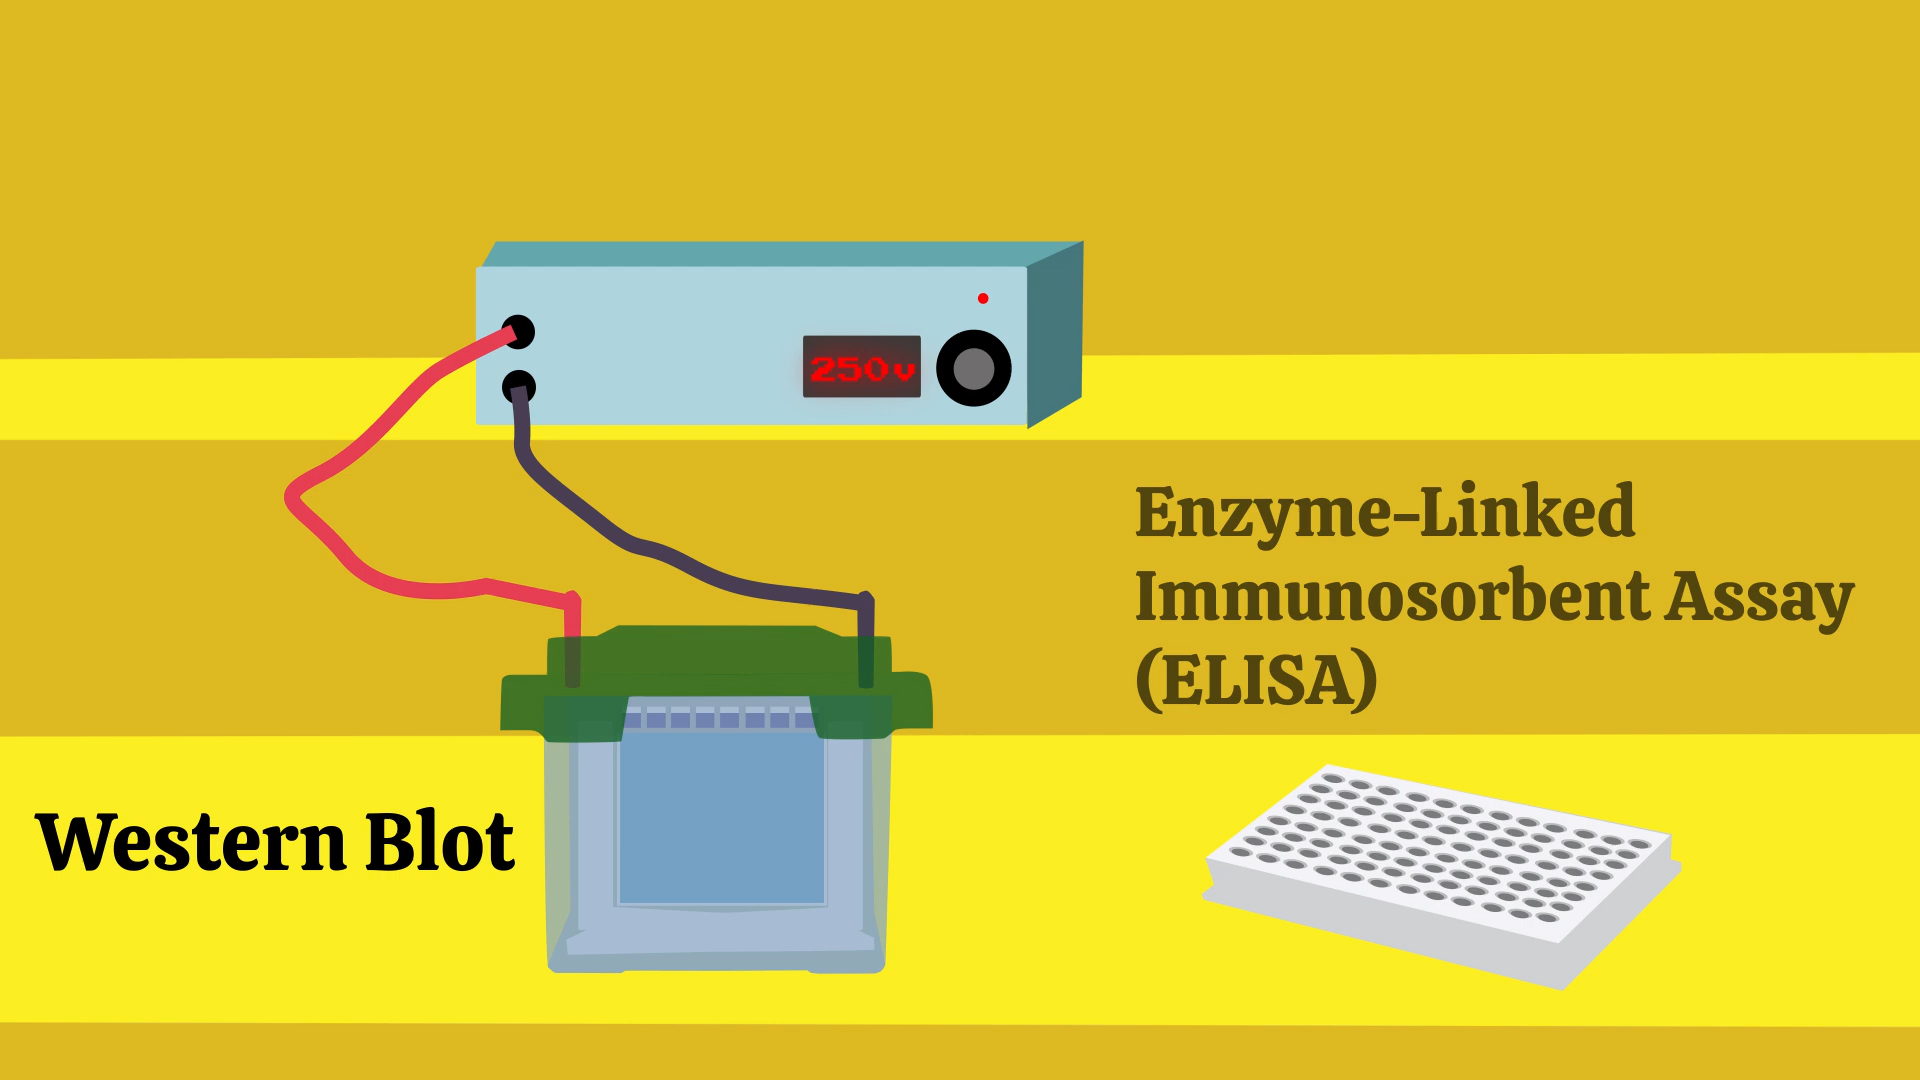 250v
Enzyme-Linked
Immunosorbent Assay
(ELISA)
Western Blot